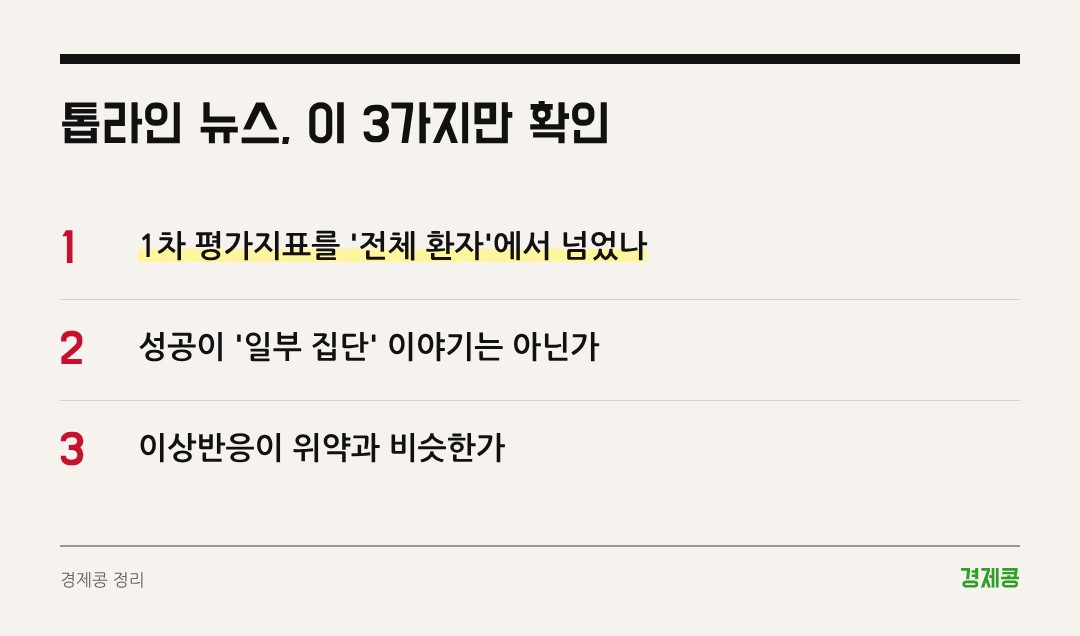 톱라인 뉴스, 이 3가지만 확인
1 1차 평가지표를 '전체 환자'에서 넘었나
2 성공이 '일부 집단' 이야기는 아닌가
3 이상반응이 위약과 비슷한가
경제콩 정리 경제콩